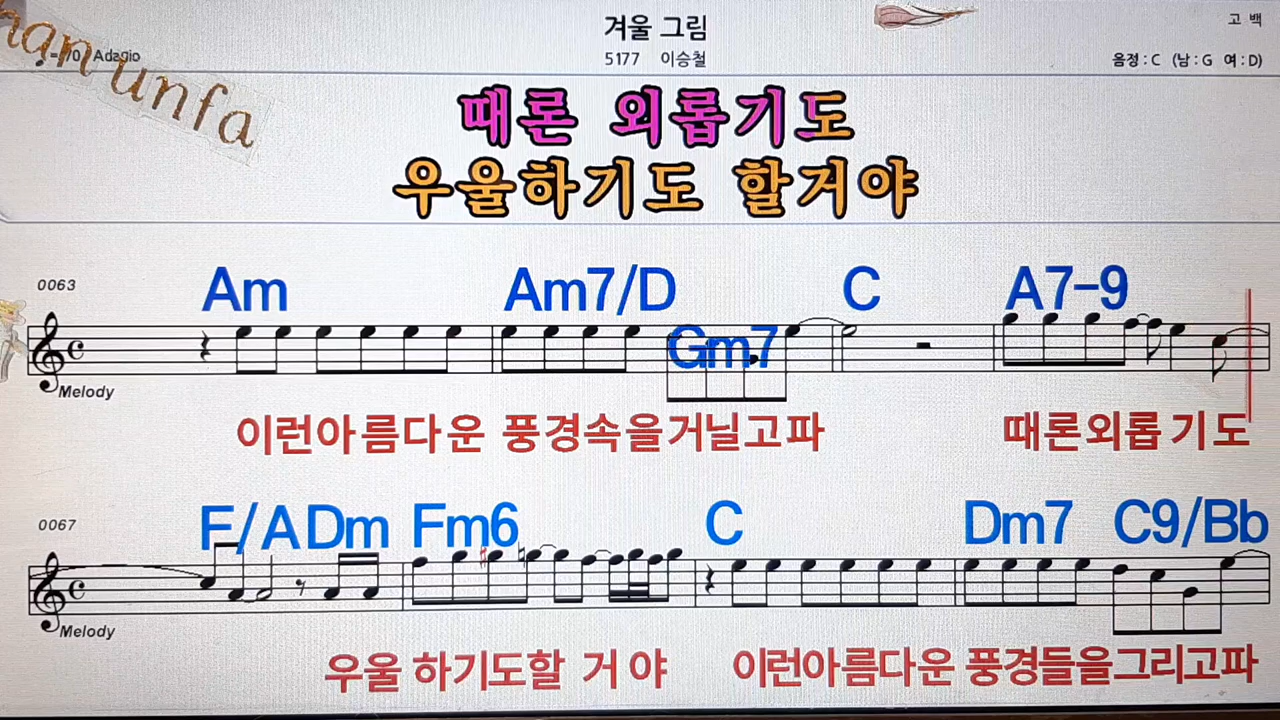 겨울 그림
고 백
Adagio
5177 이승철
음정 : C (남 : G 여 : D)
han unfa
때론 외롭기도
우울하기도 할거야
0063
Am Am7/D Gm7 C A7-9
Melody
이런아름다운 풍경속을거닐고파 때론외롭기도
0067
F/A Dm Fm6 C Dm7 C9/Bb
Melody
우울 하기도할 거 야 이런아름다운 풍경들을그리고파